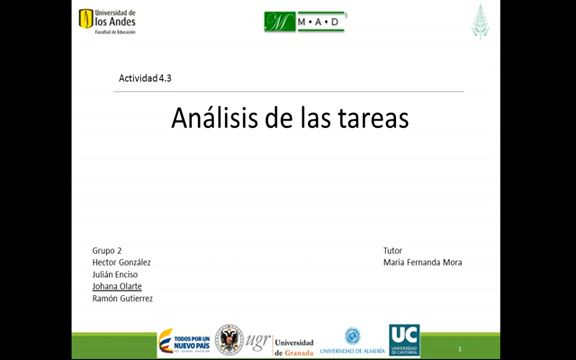 Universidad de
los Andes
Facultad de Educación
M•A•D
Actividad 4.3
Análisis de las tareas
Grupo 2
Hector González
Julián Enciso
Johana Olarte
Ramón Gutierrez
Tutor
Maria Fernanda Mora
TODOS POR UN
NUEVO PAÍS
ugr
Universidad
de Granada
UNIVERSIDAD DE ALMERÍA
UC
UNIVERSIDAD
DE CANTABRIA
1